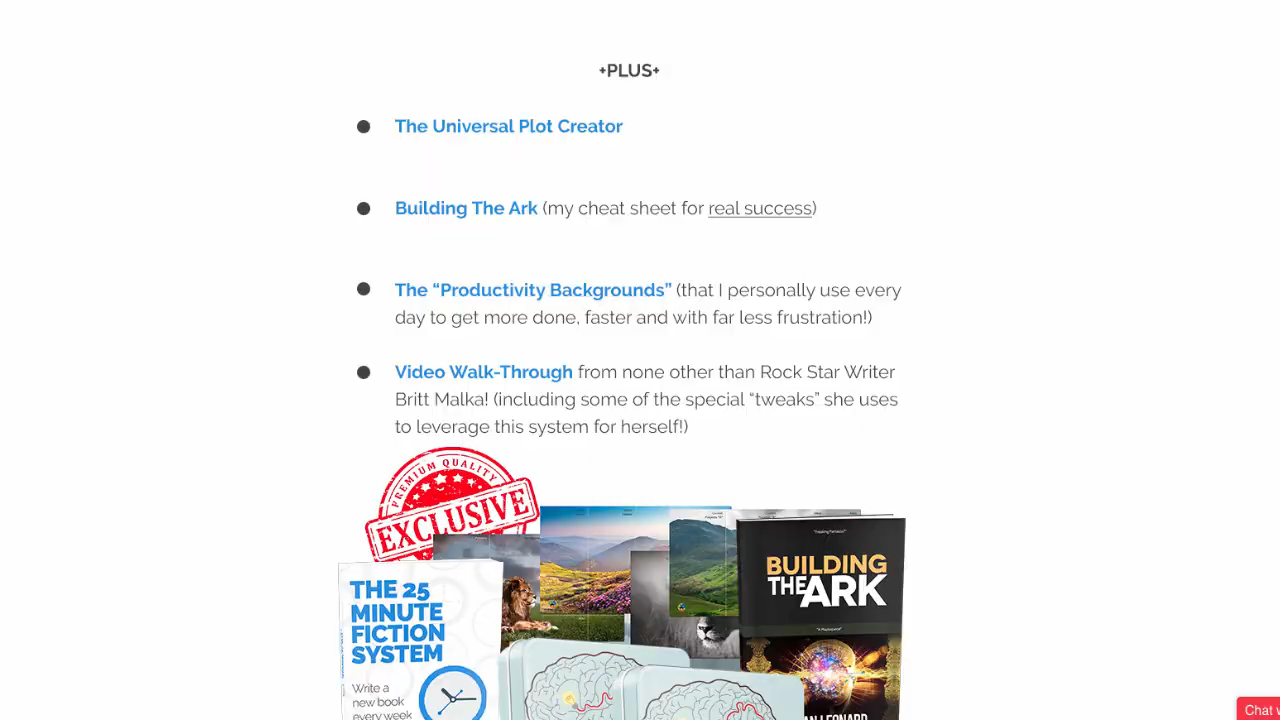 +PLUS+
The Universal Plot Creator
Building The Ark (my cheat sheet for real success)
The “Productivity Backgrounds” (that I personally use every
day to get more done, faster and with far less frustration!)
Video Walk-Through from none other than Rock Star Writer
Britt Malka! (including some of the special “tweaks” she uses
to leverage this system for herself!)
PREMIUM QUALITY
EXCLUSIVE
THE 25
MINUTE
FICTION
SYSTEM
Write a
new book
every week
BUILDING
THE ARK
LEONARD
Chat